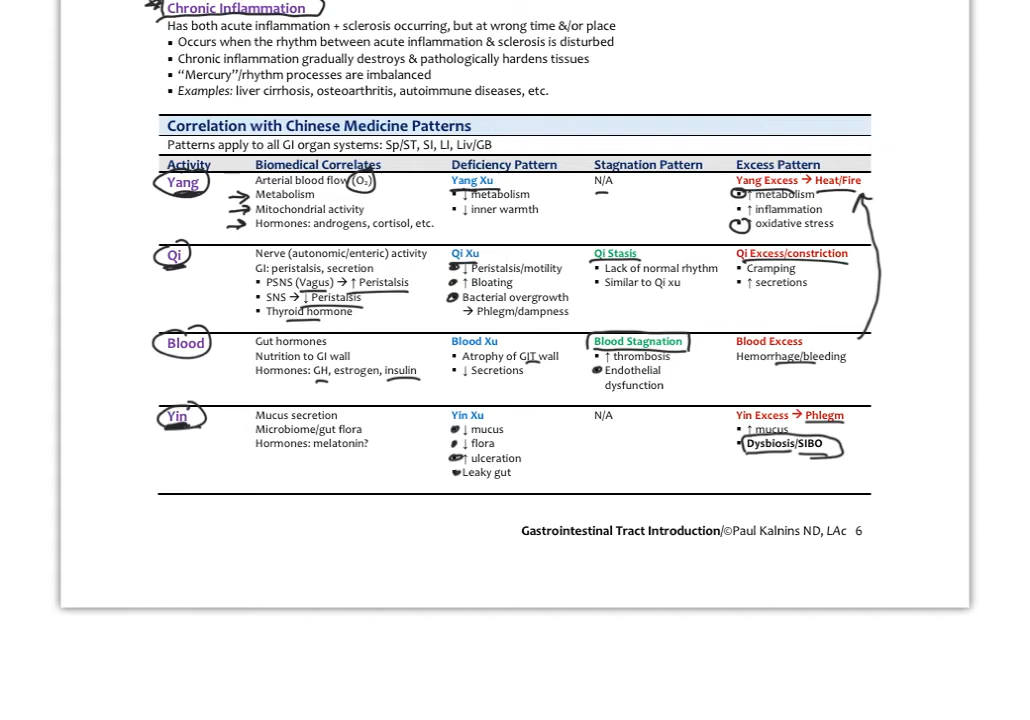 Chronic Inflammation
Has both acute inflammation + sclerosis occurring, but at wrong time &/or place
▪ Occurs when the rhythm between acute inflammation & sclerosis is disturbed
▪ Chronic inflammation gradually destroys & pathologically hardens tissues
▪ “Mercury”/rhythm processes are imbalanced
▪ Examples: liver cirrhosis, osteoarthritis, autoimmune diseases, etc.
Correlation with Chinese Medicine Patterns
Patterns apply to all GI organ systems: Sp/ST, SI, LI, Liv/GB
Activity Biomedical Correlates Deficiency Pattern Stagnation Pattern Excess Pattern
Yang Arterial blood flow (O₂) Yang Xu N/A Yang Excess → Heat/Fire
Metabolism ▪ ↓ metabolism ▪ ↑ metabolism
Mitochondrial activity ▪ ↓ inner warmth ▪ ↑ inflammation
Hormones: androgens, cortisol, etc. ▪ ↑ oxidative stress
Qi Nerve (autonomic/enteric) activity Qi Xu Qi Stasis Qi Excess/constriction
GI: peristalsis, secretion ▪ ↓ Peristalsis/motility ▪ Lack of normal rhythm ▪ Cramping
▪ PSNS (Vagus) → ↑ Peristalsis ▪ ↑ Bloating ▪ Similar to Qi xu ▪ ↑ secretions
▪ SNS → ↓ Peristalsis ▪ Bacterial overgrowth
▪ Thyroid hormone → Phlegm/dampness
Blood Gut hormones Blood Xu Blood Stagnation Blood Excess
Nutrition to GI wall ▪ Atrophy of GIT wall ▪ ↑ thrombosis Hemorrhage/bleeding
Hormones: GH, estrogen, insulin ▪ ↓ Secretions ▪ Endothelial
dysfunction
Yin Mucus secretion Yin Xu N/A Yin Excess → Phlegm
Microbiome/gut flora ▪ ↓ mucus ▪ ↑ mucus
Hormones: melatonin? ▪ ↓ flora ▪ Dysbiosis/SIBO
▪ ↑ ulceration
▪ Leaky gut
Gastrointestinal Tract Introduction/©Paul Kalnins ND, LAc 6